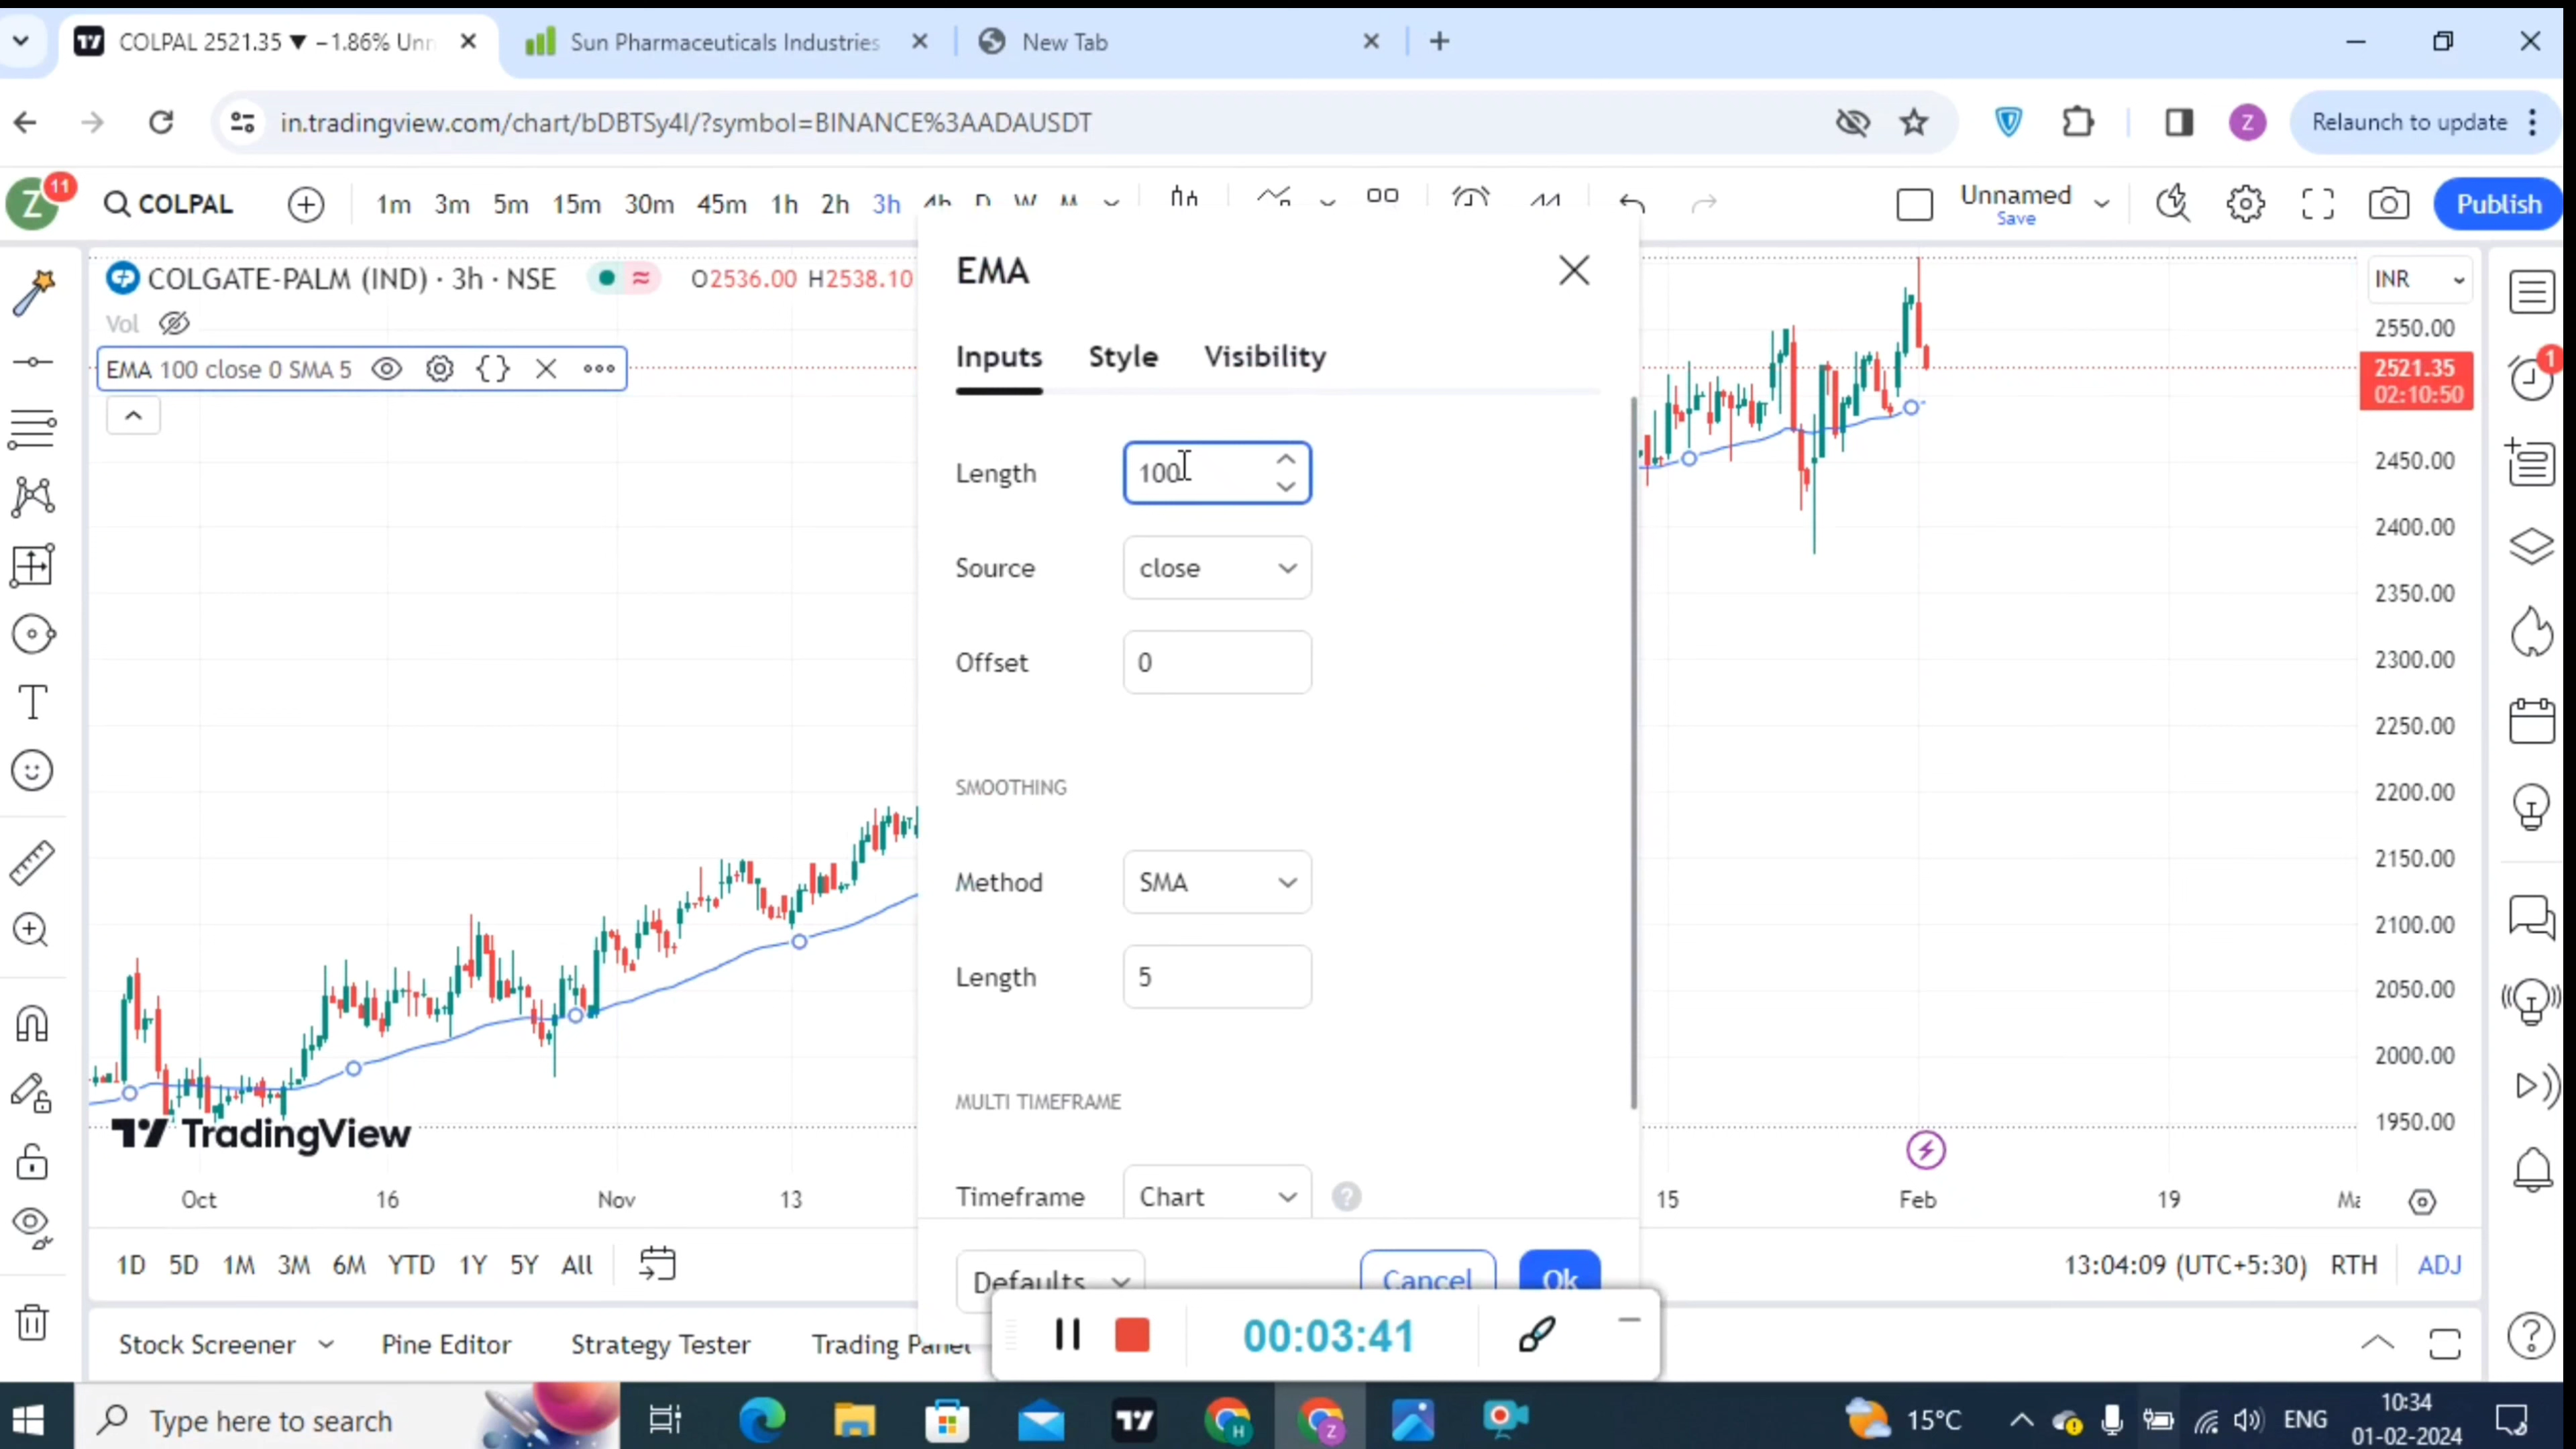 COLPAL 2521.35 ▼ −1.86% Unn
Sun Pharmaceuticals Industries
New Tab
in.tradingview.com/chart/bDBTSy4I/?symbol=BINANCE%3AADAUSDT
Z
Relaunch to update
Z
11
COLPAL
1m 3m 5m 15m 30m 45m 1h 2h 3h 4h D W M
Unnamed
Save
Publish
COLGATE-PALM (IND) · 3h · NSE
O2536.00 H2538.10
Vol
EMA 100 close 0 SMA 5
EMA
Inputs Style Visibility
Length 100
Source close
Offset 0
SMOOTHING
Method SMA
Length 5
MULTI TIMEFRAME
Timeframe Chart ?
Defaults Cancel Ok
INR
2550.00
2521.35
02:10:50
2450.00
2400.00
2350.00
2300.00
2250.00
2200.00
2150.00
2100.00
2050.00
2000.00
1950.00
1
TradingView
Oct 16 Nov 13 15 Feb 19
1D 5D 1M 3M 6M YTD 1Y 5Y All
13:04:09 (UTC+5:30) RTH ADJ
Stock Screener Pine Editor Strategy Tester Trading Panel
00:03:41
Type here to search
H
Z
15°C
ENG
10:34
01-02-2024